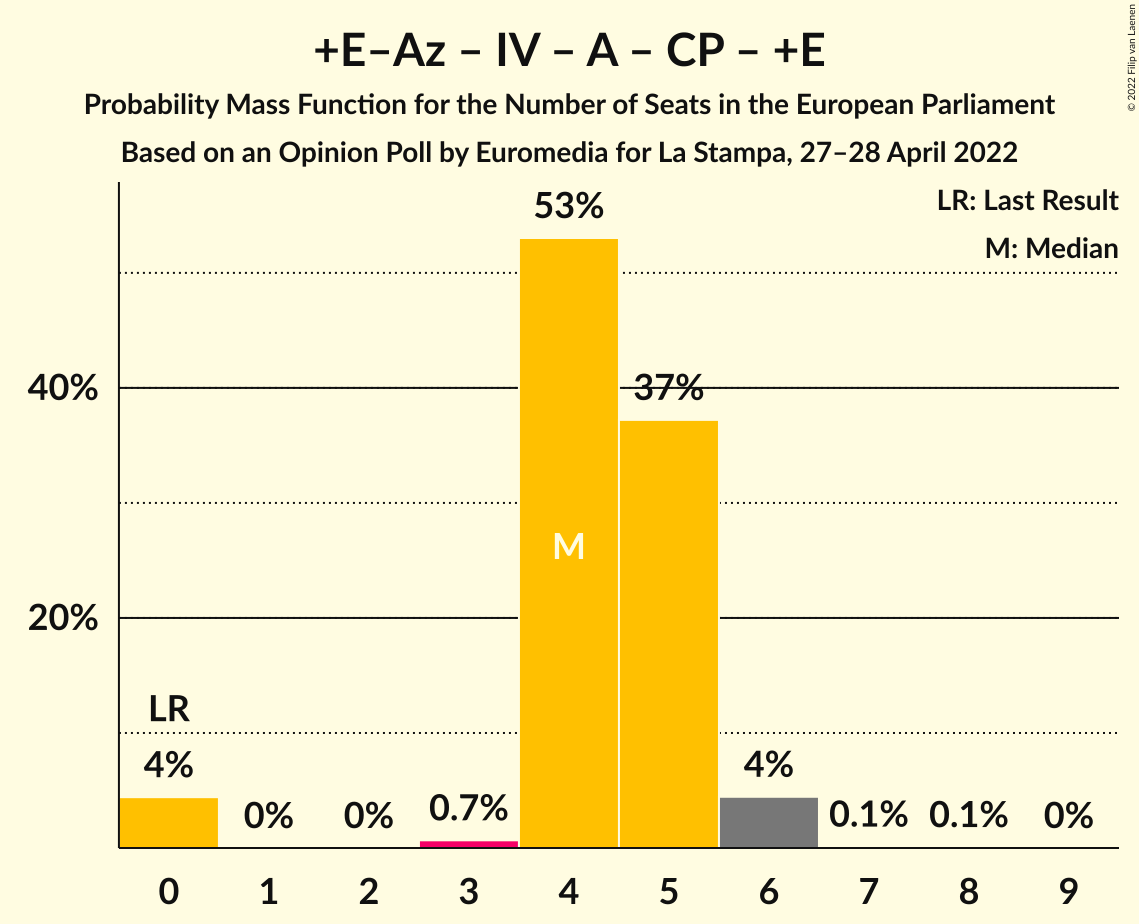 +E–Az – IV – A – CP – +E
Probability Mass Function for the Number of Seats in the European Parliament
Based on an Opinion Poll by Euromedia for La Stampa, 27–28 April 2022
© 2022 Filip van Laenen
LR: Last Result
M: Median
53%
40%
37%
M
20%
LR
4%
0%
0%
0.7%
4%
0.1%
0.1%
0%
0 1 2 3 4 5 6 7 8 9